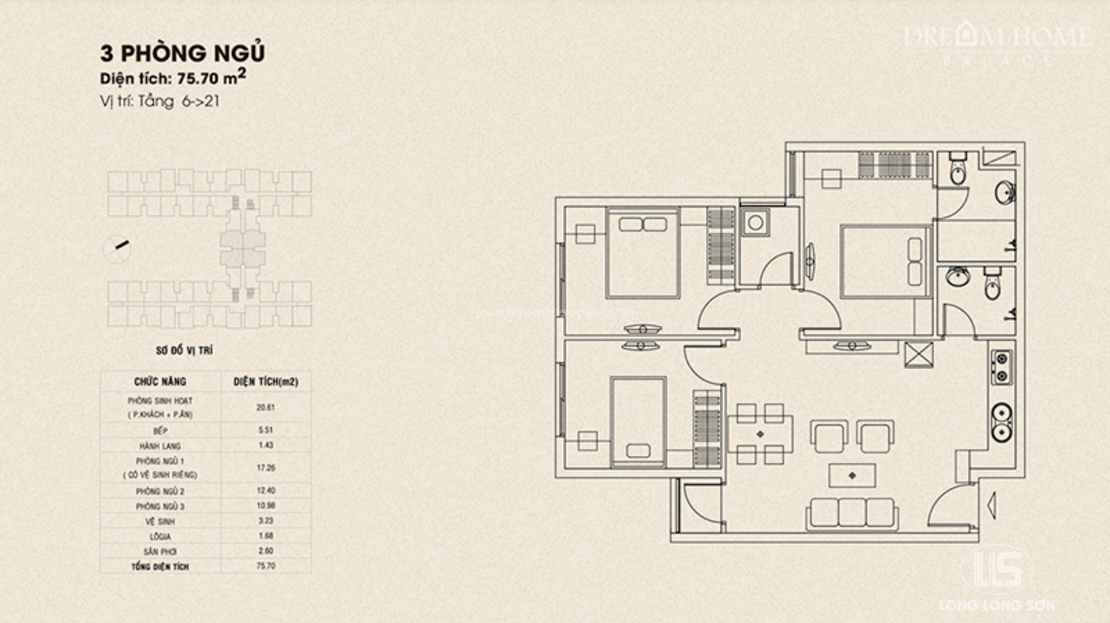 3 PHÒNG NGỦ
Diện tích: 75.70 m2
Vị trí: Tầng 6->21
DREAM HOME
PALACE
SƠ ĐỒ VỊ TRÍ
CHỨC NĂNG DIỆN TÍCH(m2)
PHÒNG SINH HOẠT
( P.KHÁCH + P.ĂN) 20.61
BẾP 5.51
HÀNH LANG 1.43
PHÒNG NGỦ 1
( CÓ VỆ SINH RIÊNG) 17.26
PHÒNG NGỦ 2 12.40
PHÒNG NGỦ 3 10.98
VỆ SINH 3.23
LÔGIA 1.68
SÂN PHƠI 2.60
TỔNG DIỆN TÍCH 75.70
LLS
LONG LONG SƠN